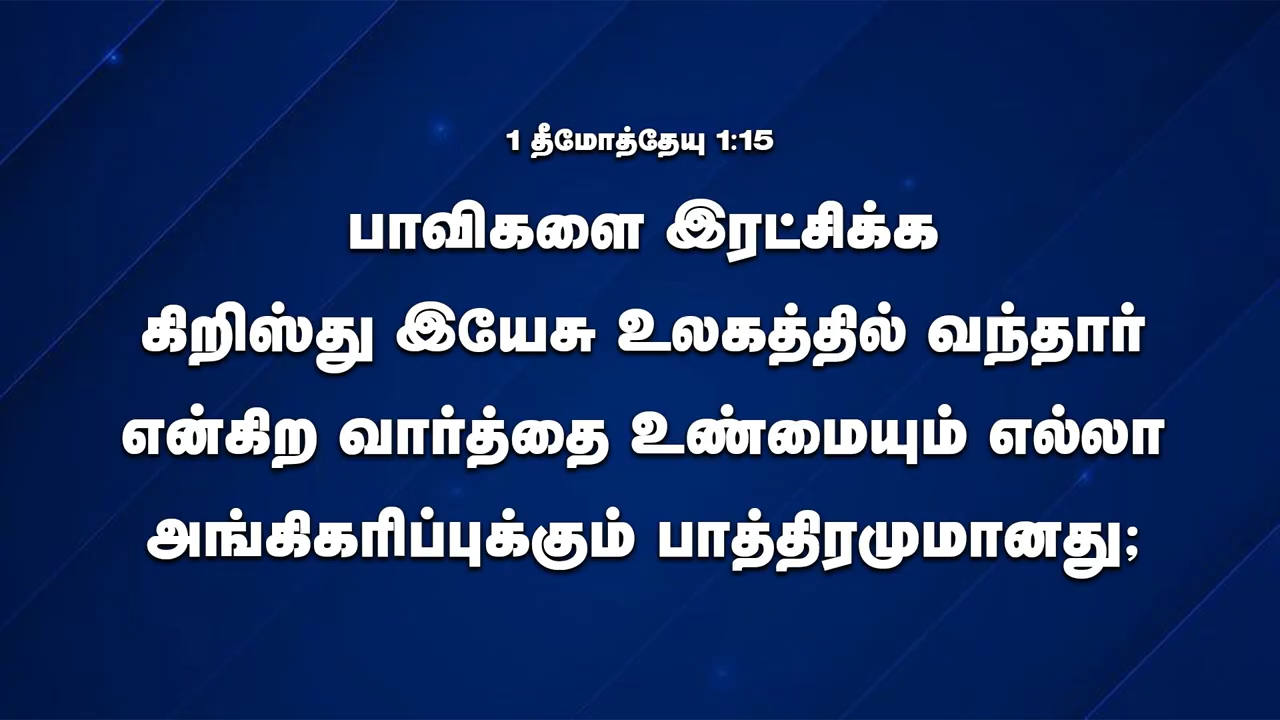 1 தீமோத்தேயு 1:15
பாவிகளை இரட்சிக்க
கிறிஸ்து இயேசு உலகத்தில் வந்தார்
என்கிற வார்த்தை உண்மையும் எல்லா
அங்கிகரிப்புக்கும் பாத்திரமுமானது;